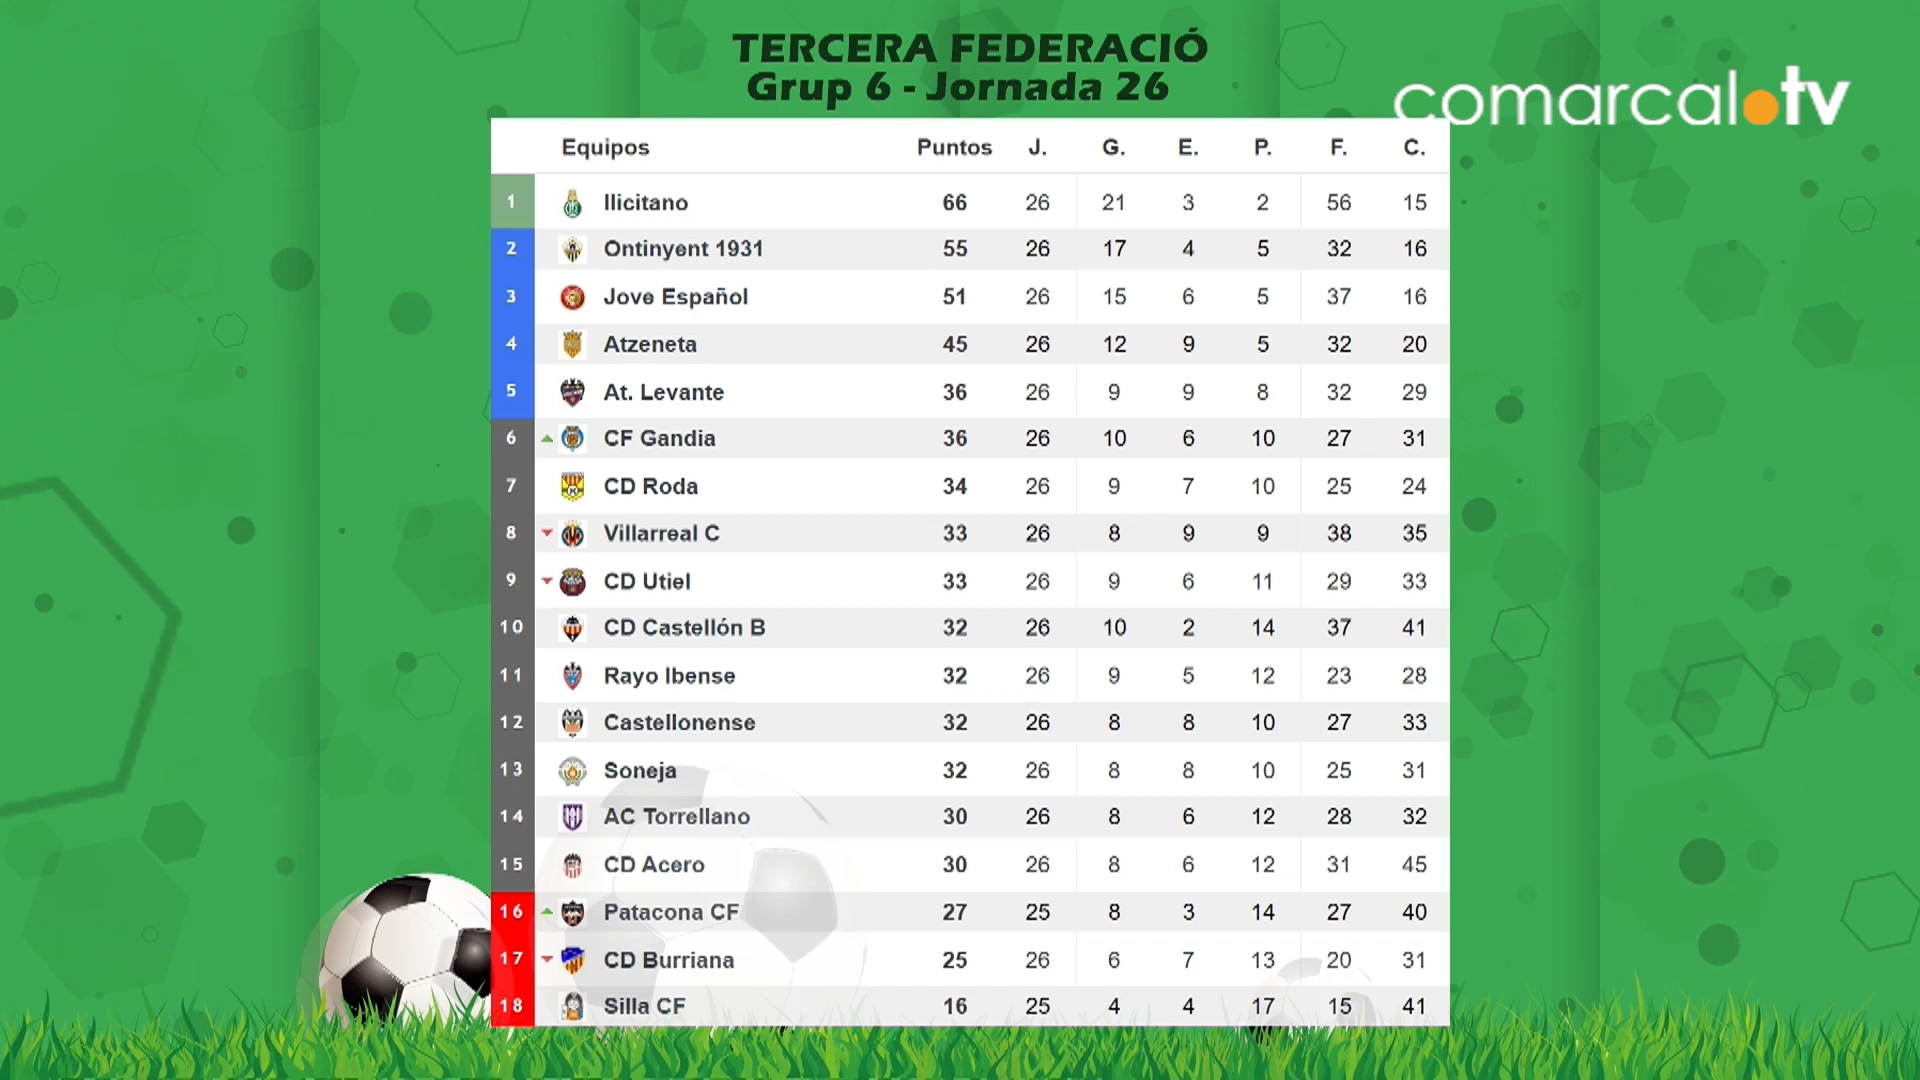 TERCERA FEDERACIÓ
Grup 6 - Jornada 26
comarcal.tv
Equipos Puntos J. G. E. P. F. C.
1 Ilicitano 66 26 21 3 2 56 15
2 Ontinyent 1931 55 26 17 4 5 32 16
3 Jove Español 51 26 15 6 5 37 16
4 Atzeneta 45 26 12 9 5 32 20
5 At. Levante 36 26 9 9 8 32 29
6 CF Gandia 36 26 10 6 10 27 31
7 CD Roda 34 26 9 7 10 25 24
8 Villarreal C 33 26 8 9 9 38 35
9 CD Utiel 33 26 9 6 11 29 33
10 CD Castellón B 32 26 10 2 14 37 41
11 Rayo Ibense 32 26 9 5 12 23 28
12 Castellonense 32 26 8 8 10 27 33
13 Soneja 32 26 8 8 10 25 31
14 AC Torrellano 30 26 8 6 12 28 32
15 CD Acero 30 26 8 6 12 31 45
16 Patacona CF 27 25 8 3 14 27 40
17 CD Burriana 25 26 6 7 13 20 31
18 Silla CF 16 25 4 4 17 15 41